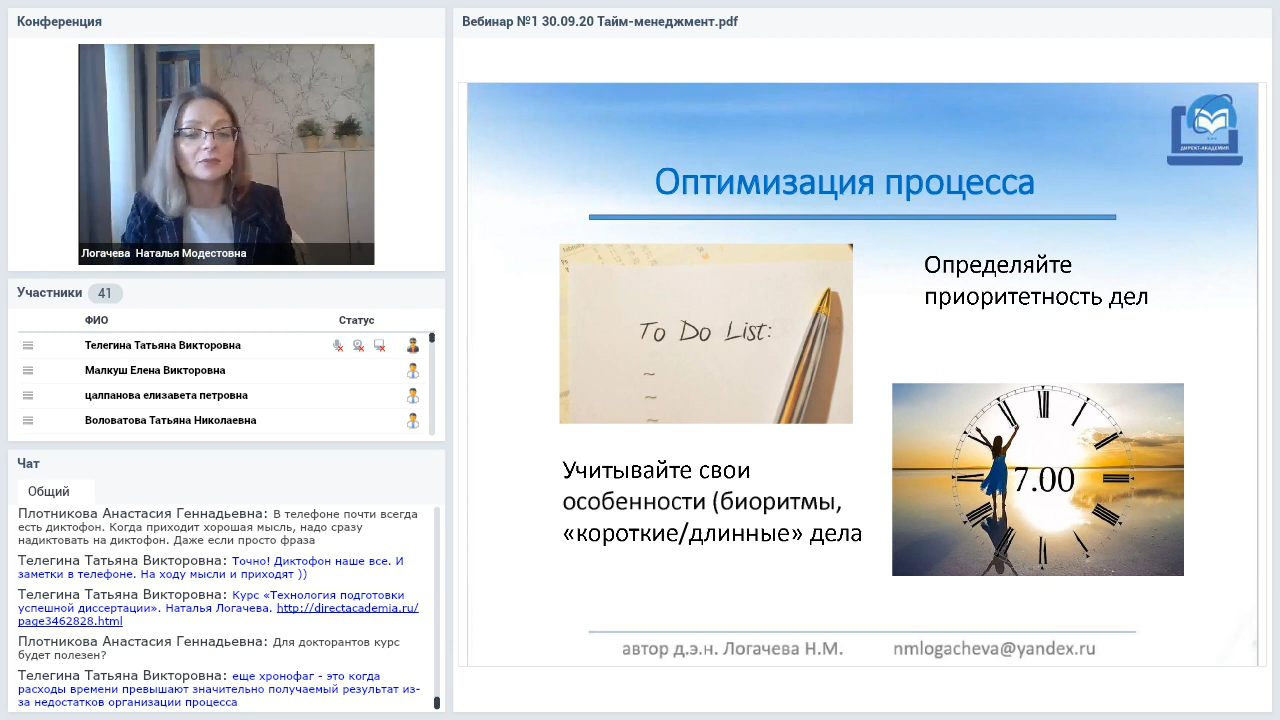 Конференция
Логачева Наталья Модестовна
Участники 41
ФИО Статус
Телегина Татьяна Викторовна
Малкуш Елена Викторовна
цалпанова елизавета петровна
Воловатова Татьяна Николаевна
Чат
Общий
Плотникова Анастасия Геннадьевна: В телефоне почти всегда
есть диктофон. Когда приходит хорошая мысль, надо сразу
надиктовать на диктофон. Даже если просто фраза
Телегина Татьяна Викторовна: Точно! Диктофон наше все. И
заметки в телефоне. На ходу мысли и приходят ))
Телегина Татьяна Викторовна: Курс «Технология подготовки
успешной диссертации». Наталья Логачева. http://directacademia.ru/
page3462828.html
Плотникова Анастасия Геннадьевна: Для докторантов курс
будет полезен?
Телегина Татьяна Викторовна: еще хронофаг - это когда
расходы времени превышают значительно получаемый результат из-
за недостатков организации процесса
Вебинар №1 30.09.20 Тайм-менеджмент.pdf
ДИРЕКТ-АКАДЕМИЯ
Оптимизация процесса
February
To Do List:
~
~
~
Определяйте
приоритетность дел
Учитывайте свои
особенности (биоритмы,
«короткие/длинные» дела
7.00
автор д.э.н. Логачева Н.М. nmlogacheva@yandex.ru